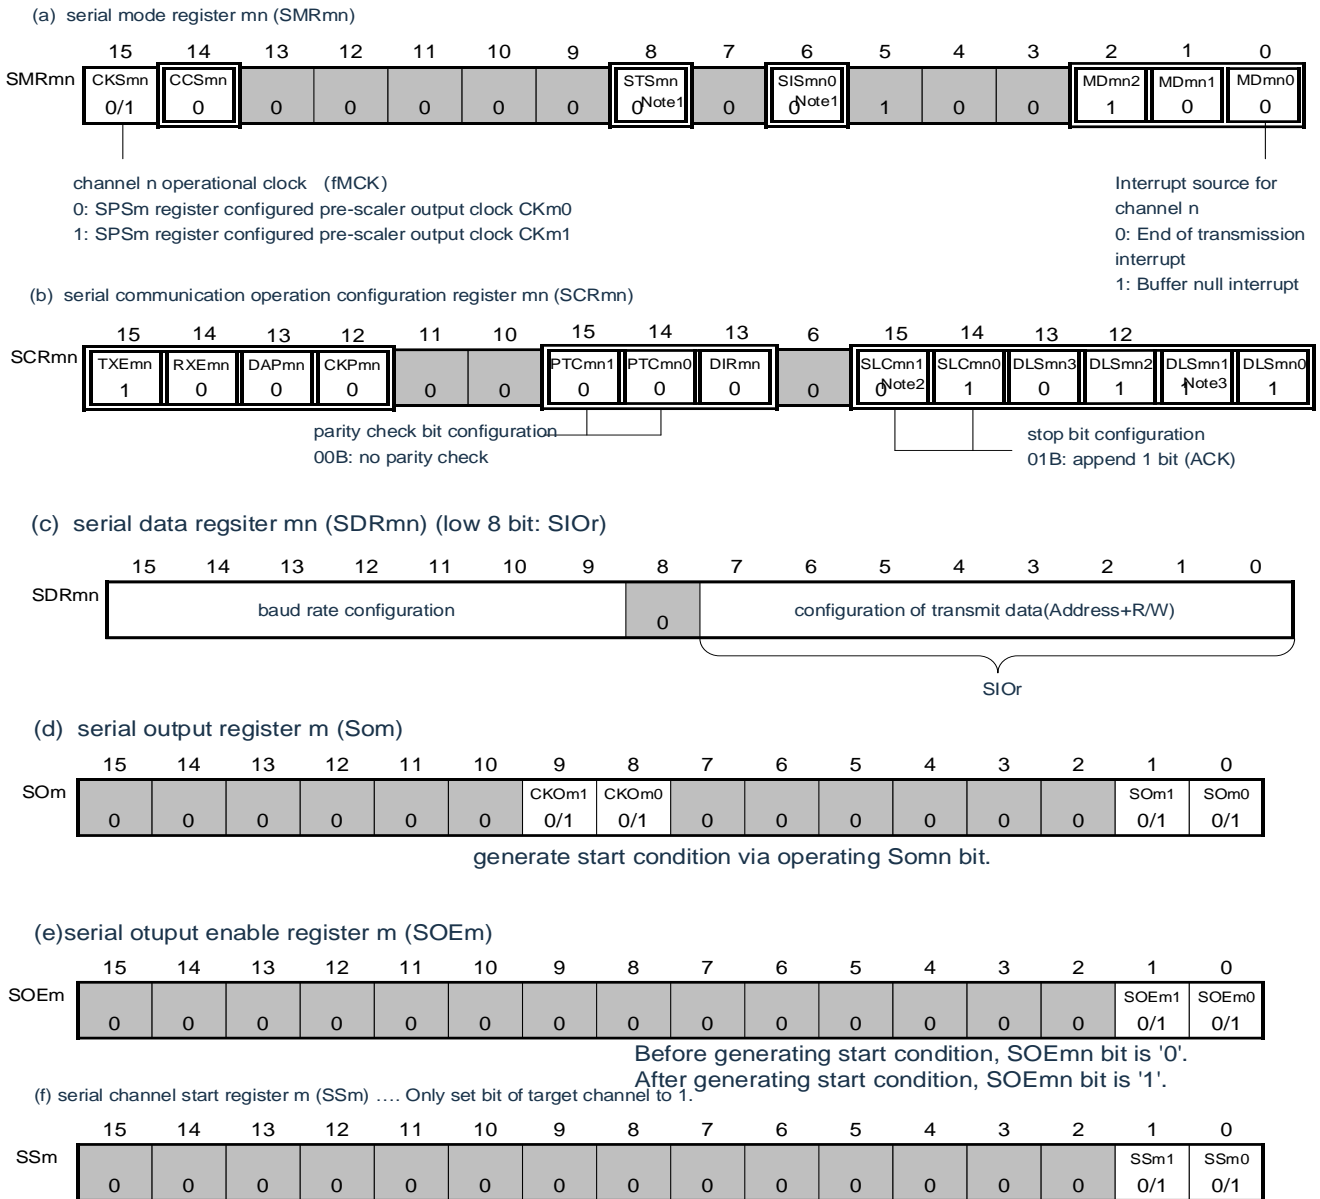 (a) serial mode register mn (SMRmn)
15 14 13 12 11 10 9 8 7 6 5 4 3 2 1 0
SMRmn CKSmn CCSmn STSmn SISmn0 MDmn2 MDmn1 MDmn0
0/1 0 0 0 0 0 0 0Note1 0 0Note1 1 0 0 1 0 0
channel n operational clock (fMCK)
0: SPSm register configured pre-scaler output clock CKm0
1: SPSm register configured pre-scaler output clock CKm1
Interrupt source for
channel n
0: End of transmission
interrupt
1: Buffer null interrupt
(b) serial communication operation configuration register mn (SCRmn)
15 14 13 12 11 10 15 14 13 6 15 14 13 12
SCRmn TXEmn RXEmn DAPmn CKPmn PTCmn1 PTCmn0 DIRmn SLCmn1 SLCmn0 DLSmn3 DLSmn2 DLSmn1 DLSmn0
1 0 0 0 0 0 0 0 0 0 0Note2 1 0 1 1Note3 1
parity check bit configuration
00B: no parity check
stop bit configuration
01B: append 1 bit (ACK)
(c) serial data regsiter mn (SDRmn) (low 8 bit: SIOr)
15 14 13 12 11 10 9 8 7 6 5 4 3 2 1 0
SDRmn baud rate configuration 0 configuration of transmit data(Address+R/W)
SIOr
(d) serial output register m (Som)
15 14 13 12 11 10 9 8 7 6 5 4 3 2 1 0
SOm CKOm1 CKOm0 SOm1 SOm0
0 0 0 0 0 0 0/1 0/1 0 0 0 0 0 0 0/1 0/1
generate start condition via operating Somn bit.
(e)serial otuput enable register m (SOEm)
15 14 13 12 11 10 9 8 7 6 5 4 3 2 1 0
SOEm SOEm1 SOEm0
0 0 0 0 0 0 0 0 0 0 0 0 0 0 0/1 0/1
Before generating start condition, SOEmn bit is '0'.
After generating start condition, SOEmn bit is '1'.
(f) serial channel start register m (SSm) .... Only set bit of target channel to 1.
15 14 13 12 11 10 9 8 7 6 5 4 3 2 1 0
SSm SSm1 SSm0
0 0 0 0 0 0 0 0 0 0 0 0 0 0 0/1 0/1